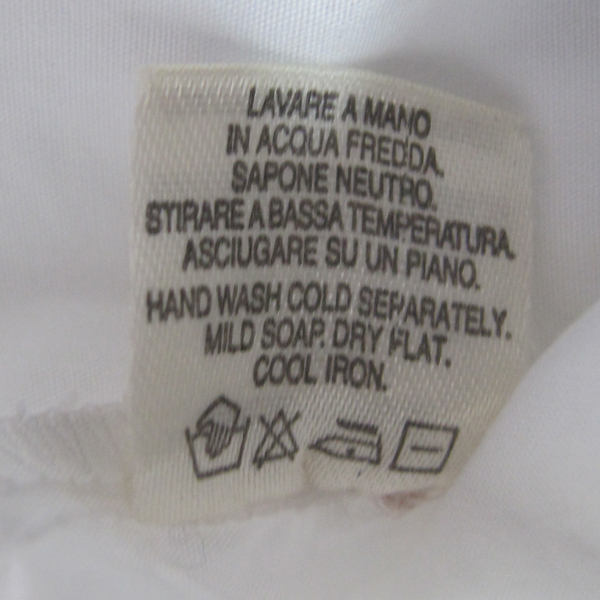 LAVARE A MANO
IN ACQUA FREDDA.
SAPONE NEUTRO.
STIRARE A BASSA TEMPERATURA.
ASCIUGARE SU UN PIANO.
HAND WASH COLD SEPARATELY.
MILD SOAP. DRY FLAT.
COOL IRON.